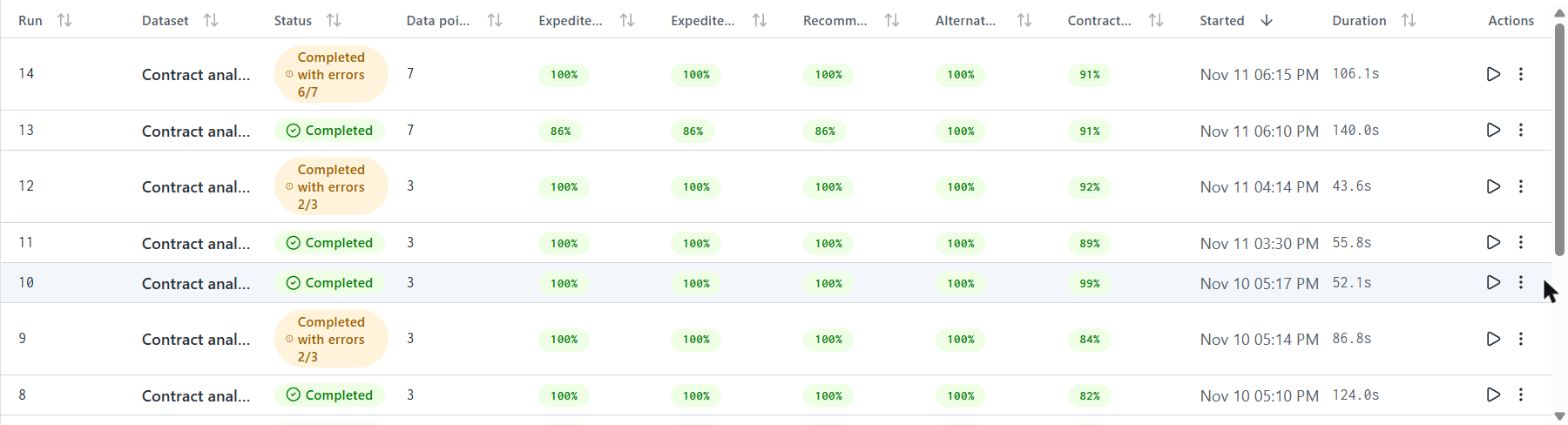 Run Dataset Status Data poi... Expedite... Expedite... Recomm... Alternat... Contract... Started Duration Actions
14 Contract anal... Completed with errors 6/7 7 100% 100% 100% 100% 91% Nov 11 06:15 PM 106.1s
13 Contract anal... Completed 7 86% 86% 86% 100% 91% Nov 11 06:10 PM 140.0s
12 Contract anal... Completed with errors 2/3 3 100% 100% 100% 100% 92% Nov 11 04:14 PM 43.6s
11 Contract anal... Completed 3 100% 100% 100% 100% 89% Nov 11 03:30 PM 55.8s
10 Contract anal... Completed 3 100% 100% 100% 100% 99% Nov 10 05:17 PM 52.1s
9 Contract anal... Completed with errors 2/3 3 100% 100% 100% 100% 84% Nov 10 05:14 PM 86.8s
8 Contract anal... Completed 3 100% 100% 100% 100% 82% Nov 10 05:10 PM 124.0s